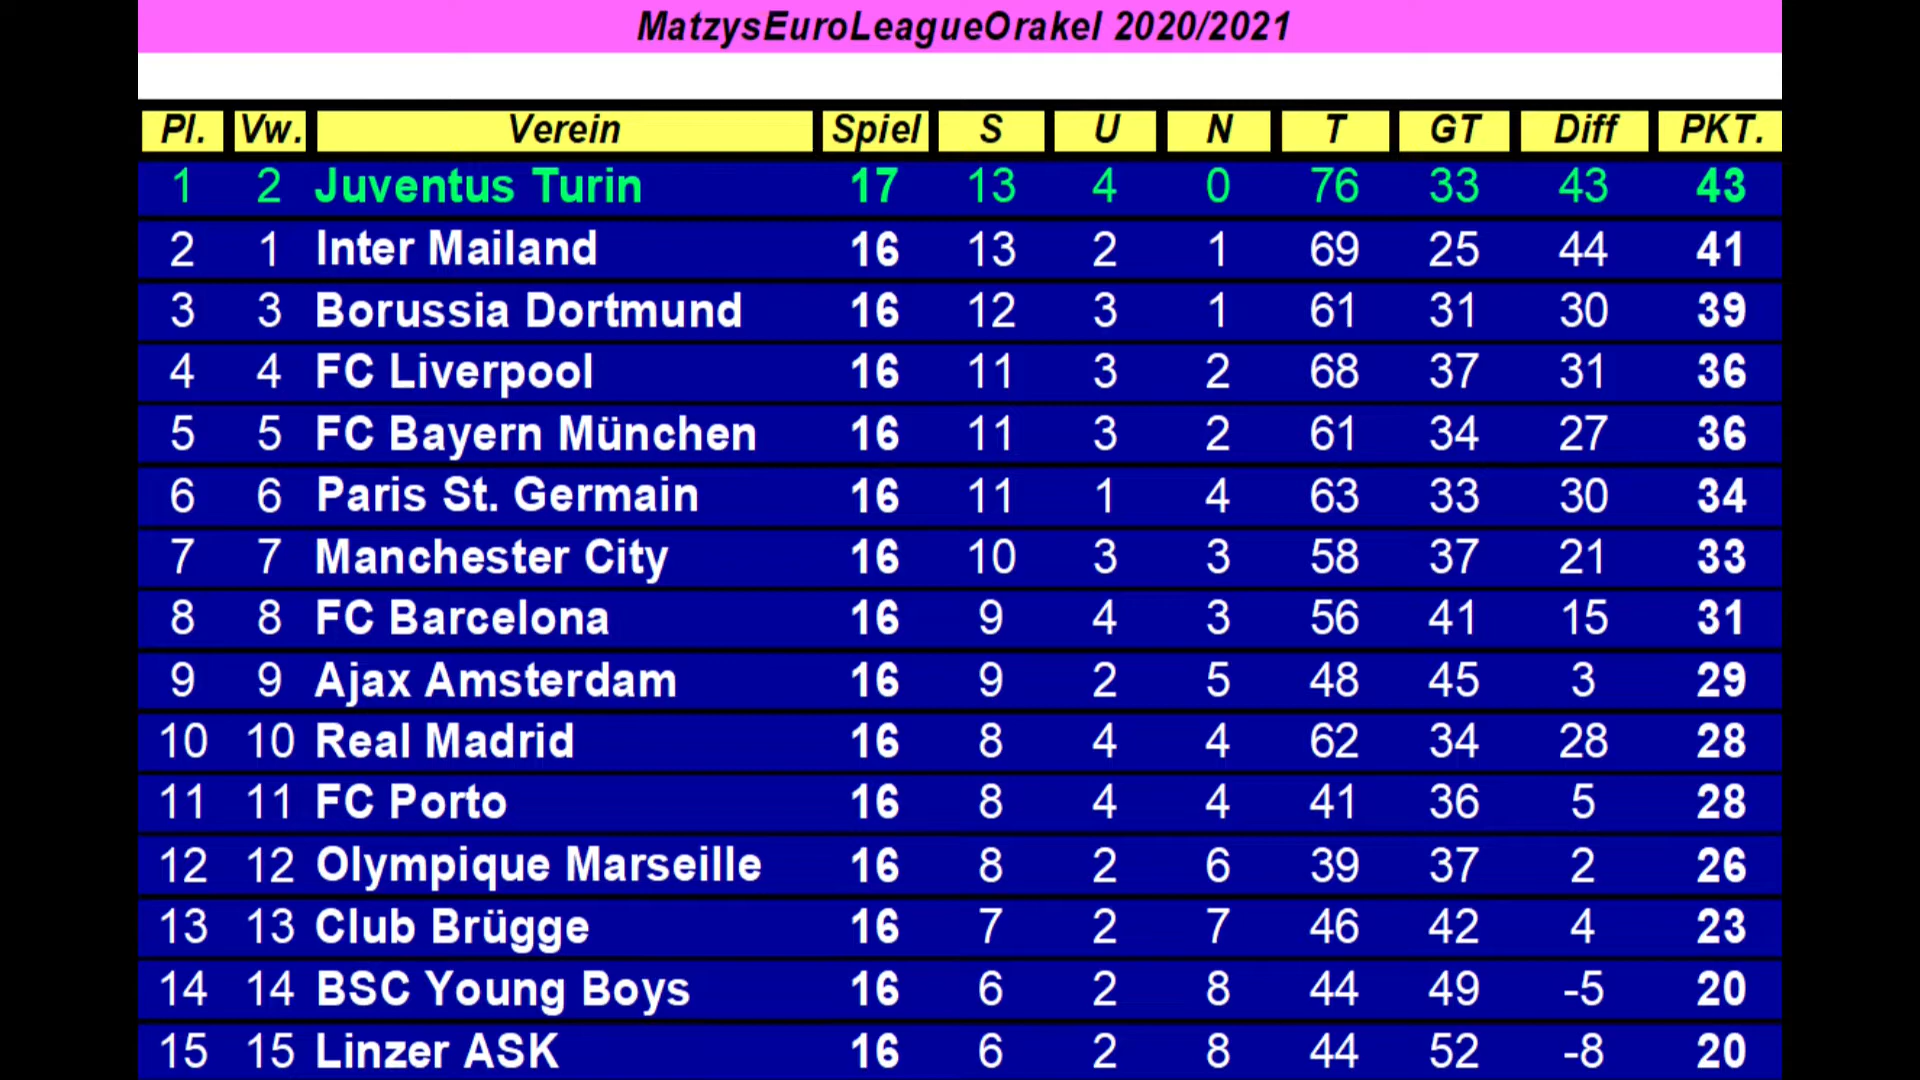 MatzysEuroLeagueOrakel 2020/2021
Pl. Vw. Verein Spiel S U N T GT Diff PKT.
1 2 Juventus Turin 17 13 4 0 76 33 43 43
2 1 Inter Mailand 16 13 2 1 69 25 44 41
3 3 Borussia Dortmund 16 12 3 1 61 31 30 39
4 4 FC Liverpool 16 11 3 2 68 37 31 36
5 5 FC Bayern München 16 11 3 2 61 34 27 36
6 6 Paris St. Germain 16 11 1 4 63 33 30 34
7 7 Manchester City 16 10 3 3 58 37 21 33
8 8 FC Barcelona 16 9 4 3 56 41 15 31
9 9 Ajax Amsterdam 16 9 2 5 48 45 3 29
10 10 Real Madrid 16 8 4 4 62 34 28 28
11 11 FC Porto 16 8 4 4 41 36 5 28
12 12 Olympique Marseille 16 8 2 6 39 37 2 26
13 13 Club Brügge 16 7 2 7 46 42 4 23
14 14 BSC Young Boys 16 6 2 8 44 49 -5 20
15 15 Linzer ASK 16 6 2 8 44 52 -8 20